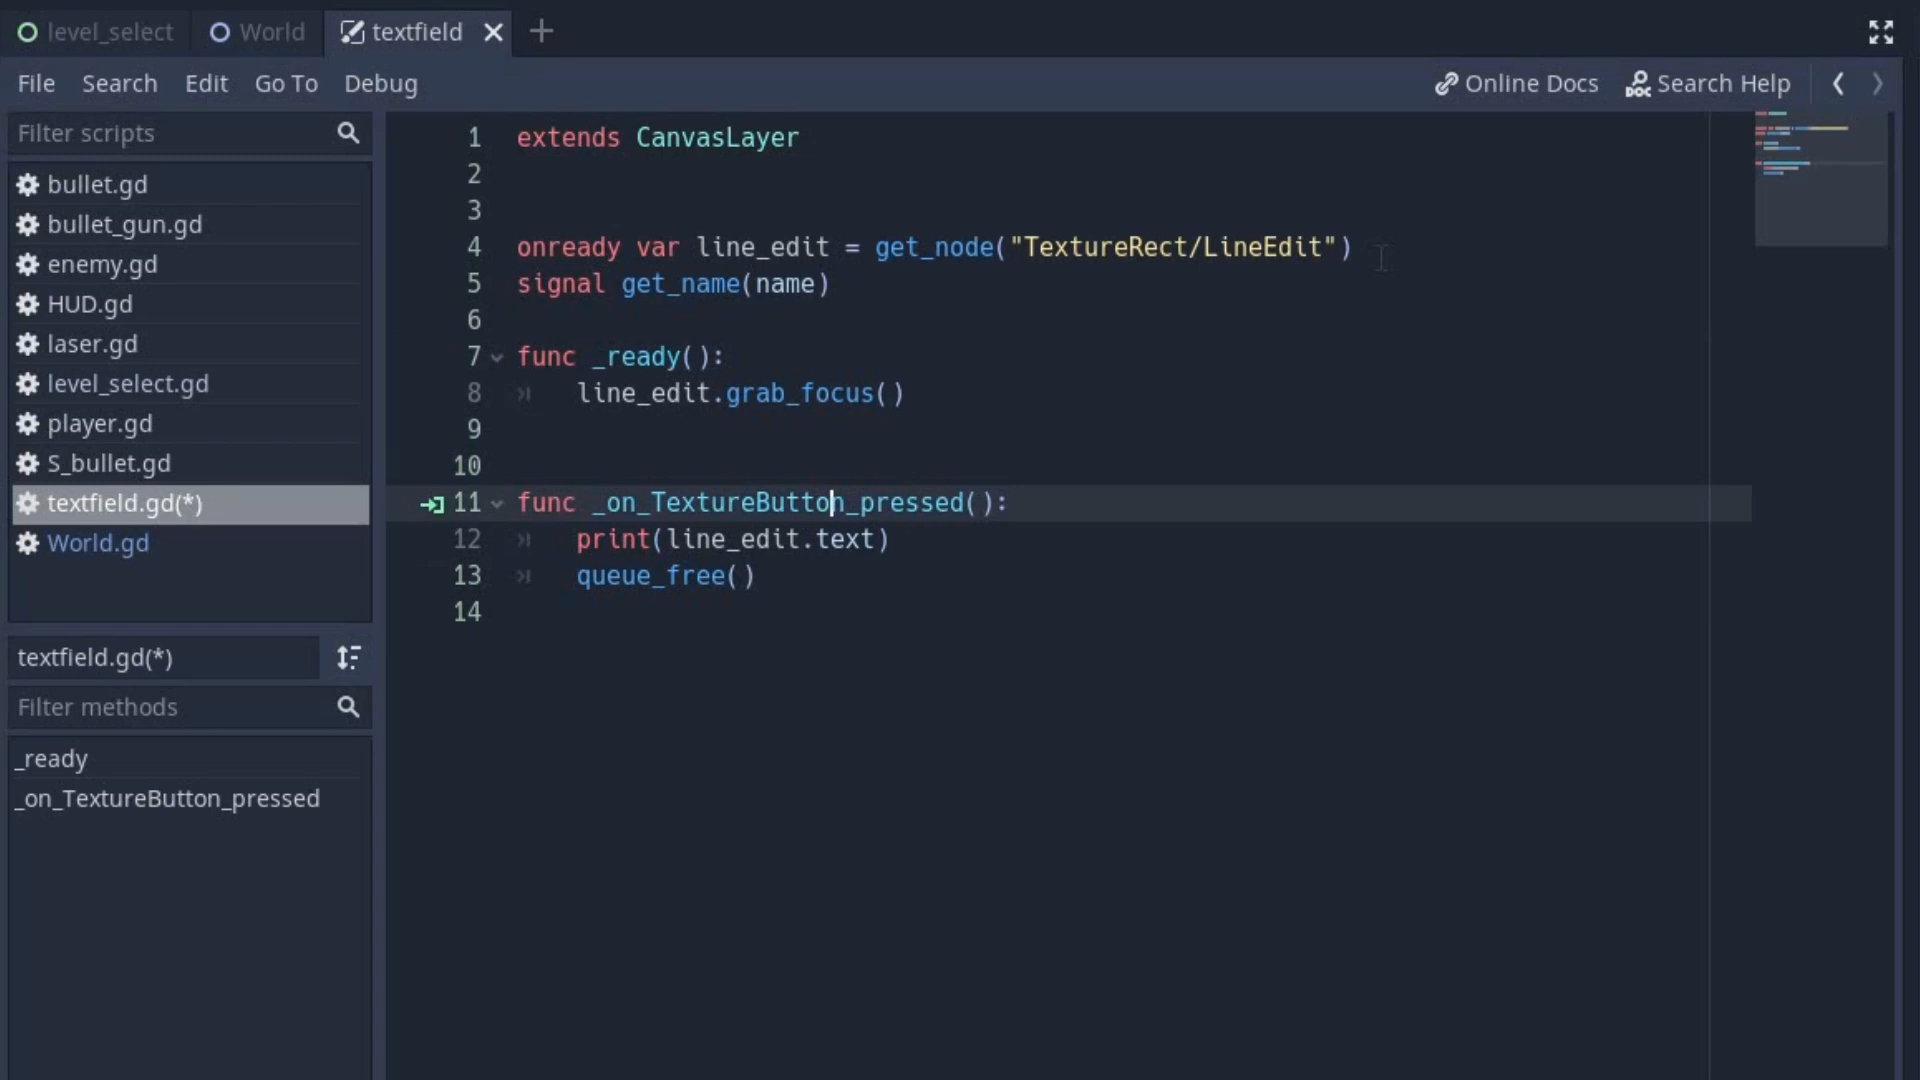 level_select World textfield
File Search Edit Go To Debug Online Docs Search Help
Filter scripts
bullet.gd
bullet_gun.gd
enemy.gd
HUD.gd
laser.gd
level_select.gd
player.gd
S_bullet.gd
textfield.gd(*)
World.gd
textfield.gd(*)
Filter methods
_ready
_on_TextureButton_pressed
1 extends CanvasLayer
2
3
4 onready var line_edit = get_node("TextureRect/LineEdit")
5 signal get_name(name)
6
7 func _ready():
8 line_edit.grab_focus()
9
10
11 func _on_TextureButton_pressed():
12 print(line_edit.text)
13 queue_free()
14